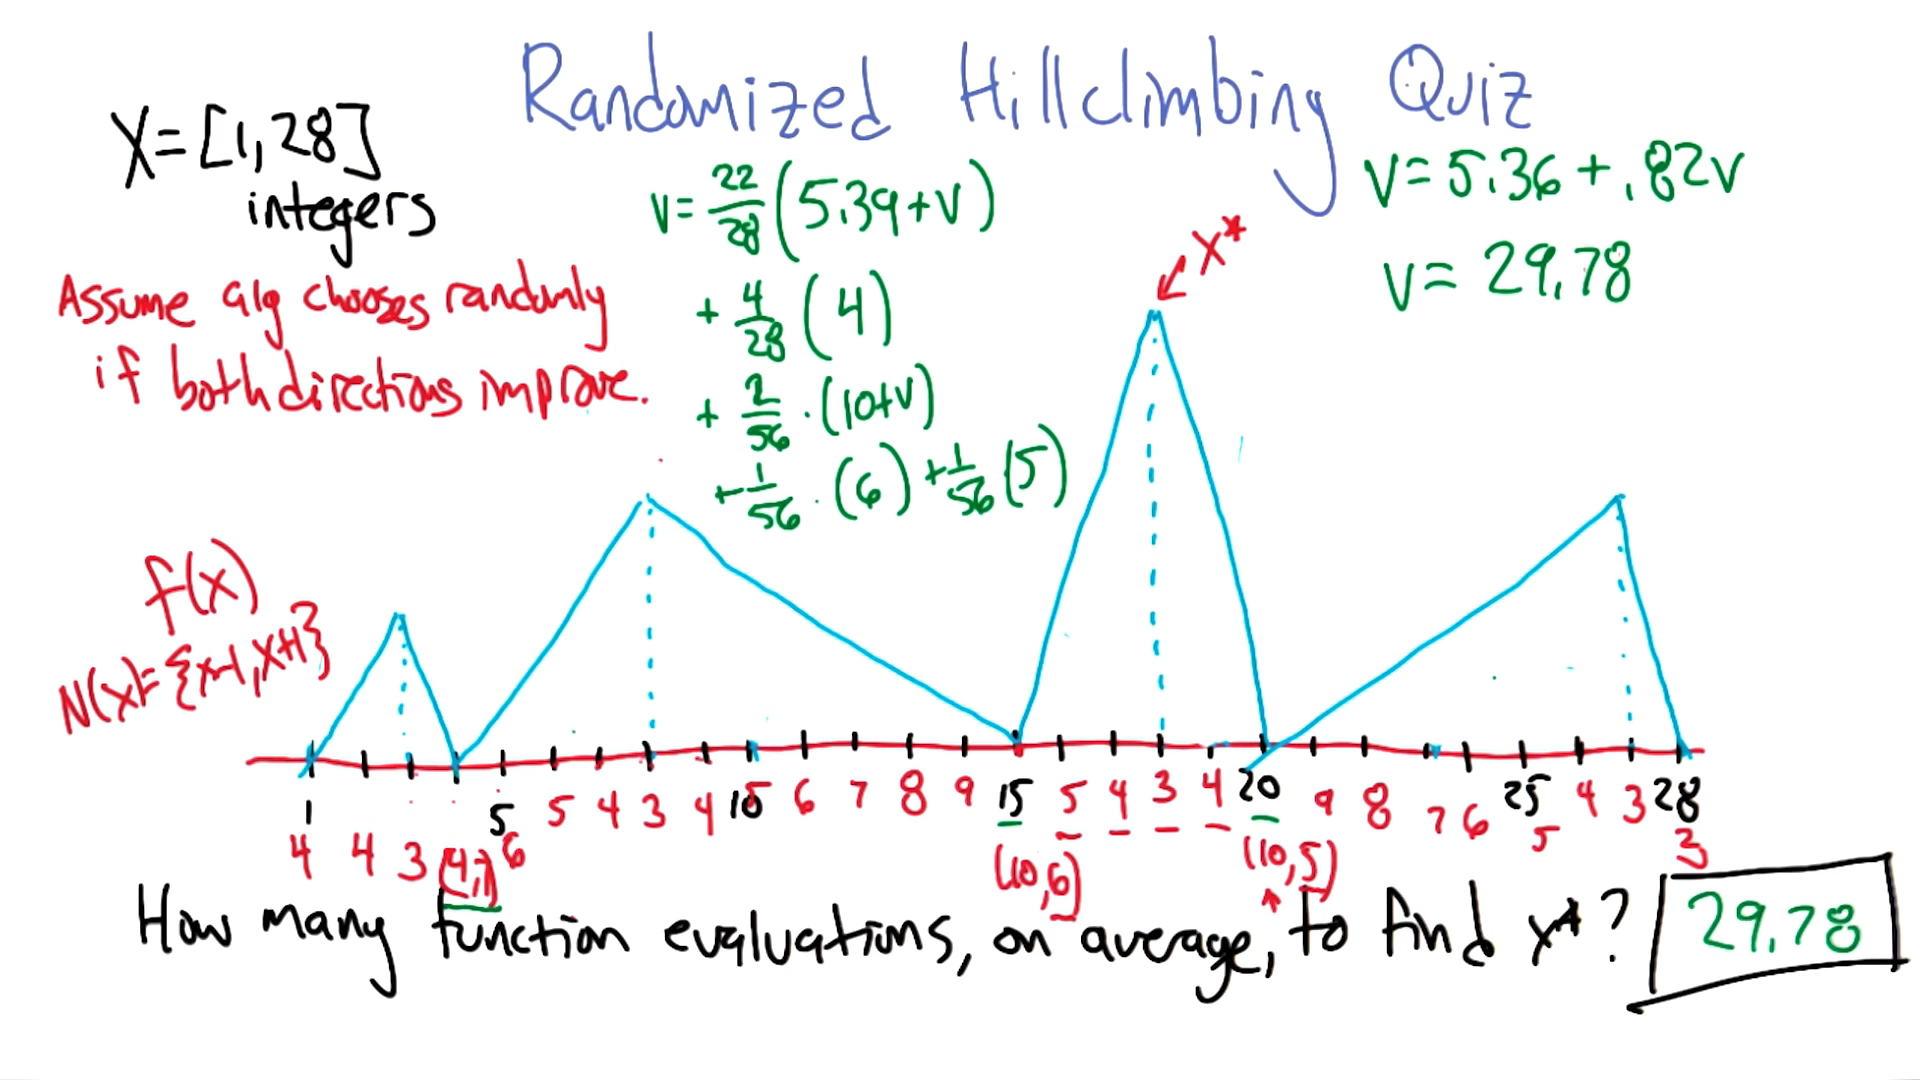 Randomized Hillclimbing Quiz
X=[1,28]
integers
Assume alg chooses randomly
if both directions improve.
v= 22/28 (5.39+v)
+ 4/28 (4)
+ 2/56 · (10+v)
+ 1/56 · (6) + 1/56 (5)
v=5.36+.82v
v= 29.78
x*
f(x)
N(x)={x-1,x+1}
1 5 5 4 3 4 10 5 6 7 8 9 15 5 4 3 4 20 9 8 7 6 25 4 3 28
4 4 3 (4,7) 6 (10,6) (10,5) 5 3
How many function evaluations, on average, to find x*? 29.78